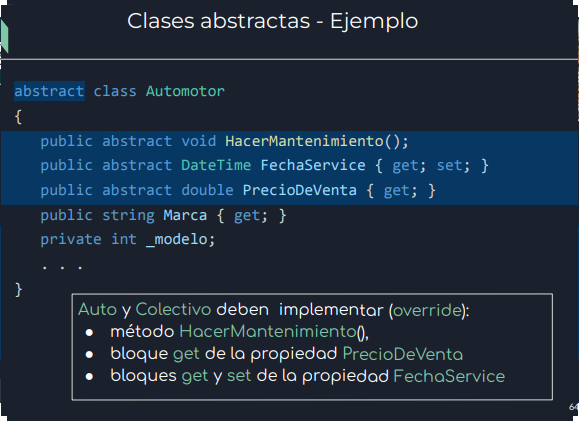 Clases abstractas - Ejemplo
abstract class Automotor
{
public abstract void HacerMantenimiento();
public abstract DateTime FechaService { get; set; }
public abstract double PrecioDeVenta { get; }
public string Marca { get; }
private int _modelo;
. . .
}
Auto y Colectivo deben implementar (override):
● método HacerMantenimiento(),
● bloque get de la propiedad PrecioDeVenta
● bloques get y set de la propiedad FechaService